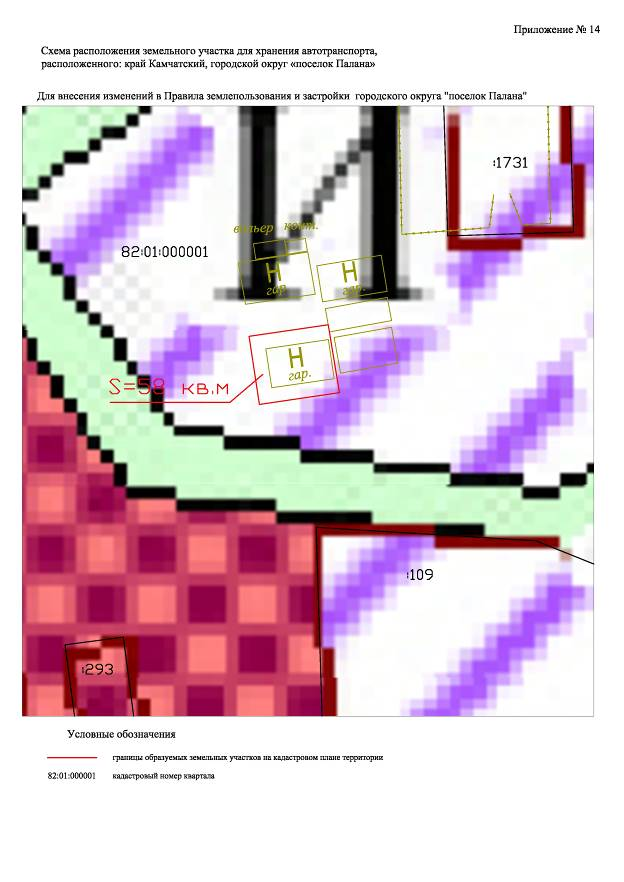 Приложение № 14
Схема расположения земельного участка для хранения автотранспорта,
расположенного: край Камчатский, городской округ «поселок Палана»
Для внесения изменений в Правила землепользования и застройки городского округа "поселок Палана"
:1731
вольер конт.
82:01:000001
Н Н
гар. гар.
Н
гар.
S=58 кв.м
:109
:293
Условные обозначения
границы образуемых земельных участков на кадастровом плане территории
82:01:000001 кадастровый номер квартала